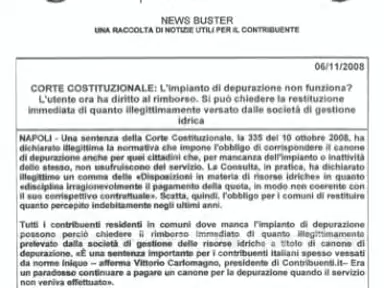 NEWS BUSTER
UNA RACCOLTA DI NOTIZIE UTILI PER IL CONTRIBUENTE
06/11/2008
CORTE COSTITUZIONALE: L'impianto di depurazione non funziona?
L'utente ora ha diritto al rimborso. Si può chiedere la restituzione
immediata di quanto illegittimamente versato dalle società di gestione
idrica
NAPOLI - Una sentenza della Corte Costituzionale, la 335 del 10 ottobre 2008, ha
dichiarato illegittima la normativa che impone l'obbligo di corrispondere il canone
di depurazione anche per quei cittadini che, per mancanza dell'impianto o inattività
dello stesso, non usufruiscono del servizio. La Consulta, in pratica, ha dichiarato
illegittimo un comma delle «Disposizioni in materia di risorse idriche» in quanto
«disciplina irragionevolmente il pagamento della quota, in modo non coerente con
il suo corrispettivo contrattuale». Scatta, quindi, l'obbligo per i comuni di restituire
quanto percepito indebitamente negli ultimi anni.
Tutti i contribuenti residenti in comuni dove manca l'impianto di depurazione
possono perciò chiedere il rimborso immediato di quanto illegittimamente
prelevato dalla società di gestione delle risorse idriche a titolo di canone di
depurazione, «È una sentenza importante per i contribuenti italiani spesso vessati
da norme inique» – afferma Vittorio Carlomagno, presidente di Contribuenti.it– Era
un paradosso continuare a pagare un canone per la depurazione quando il servizio
non veniva effettuato».